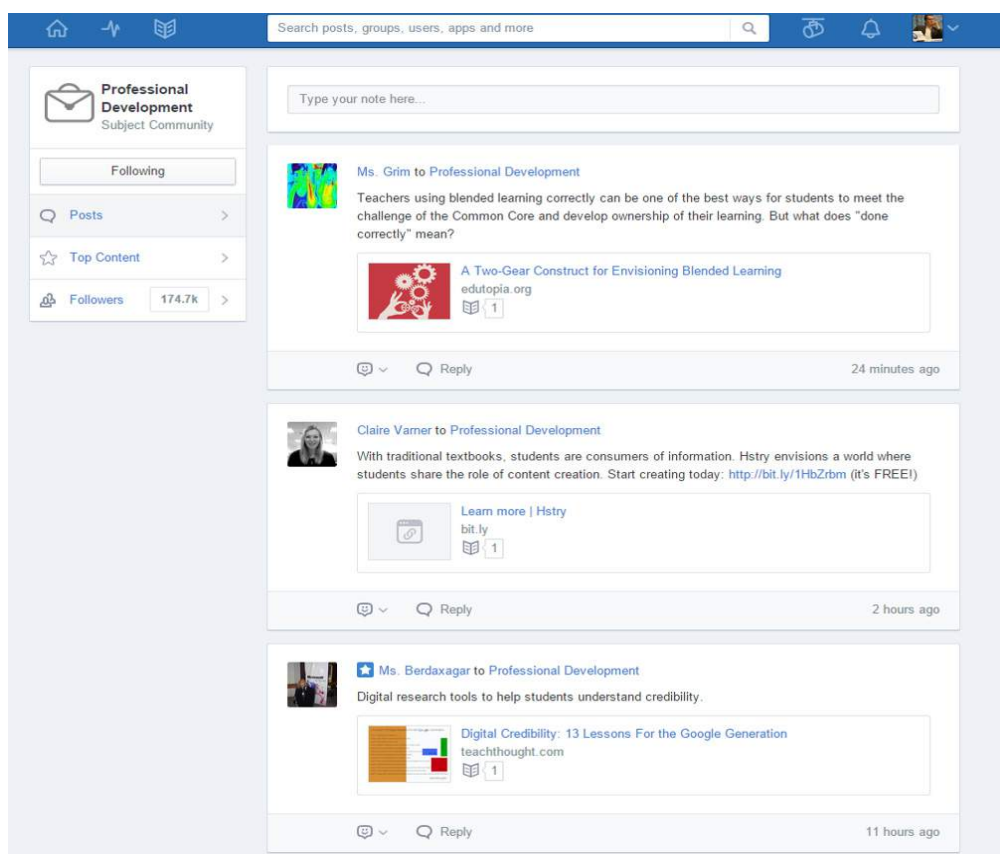 Search posts, groups, users, apps and more
Professional
Development
Subject Community
Following
Posts
Top Content
Followers 174.7k
Type your note here...
Ms. Grim to Professional Development
Teachers using blended learning correctly can be one of the best ways for students to meet the
challenge of the Common Core and develop ownership of their learning. But what does "done
correctly" mean?
A Two-Gear Construct for Envisioning Blended Learning
edutopia.org
1
Reply 24 minutes ago
Claire Varner to Professional Development
With traditional textbooks, students are consumers of information. Hstry envisions a world where
students share the role of content creation. Start creating today: http://bit.ly/1HbZrbm (it's FREE!)
Learn more | Hstry
bit.ly
1
Reply 2 hours ago
Ms. Berdaxagar to Professional Development
Digital research tools to help students understand credibility.
Digital Credibility: 13 Lessons For the Google Generation
teachthought.com
1
Reply 11 hours ago